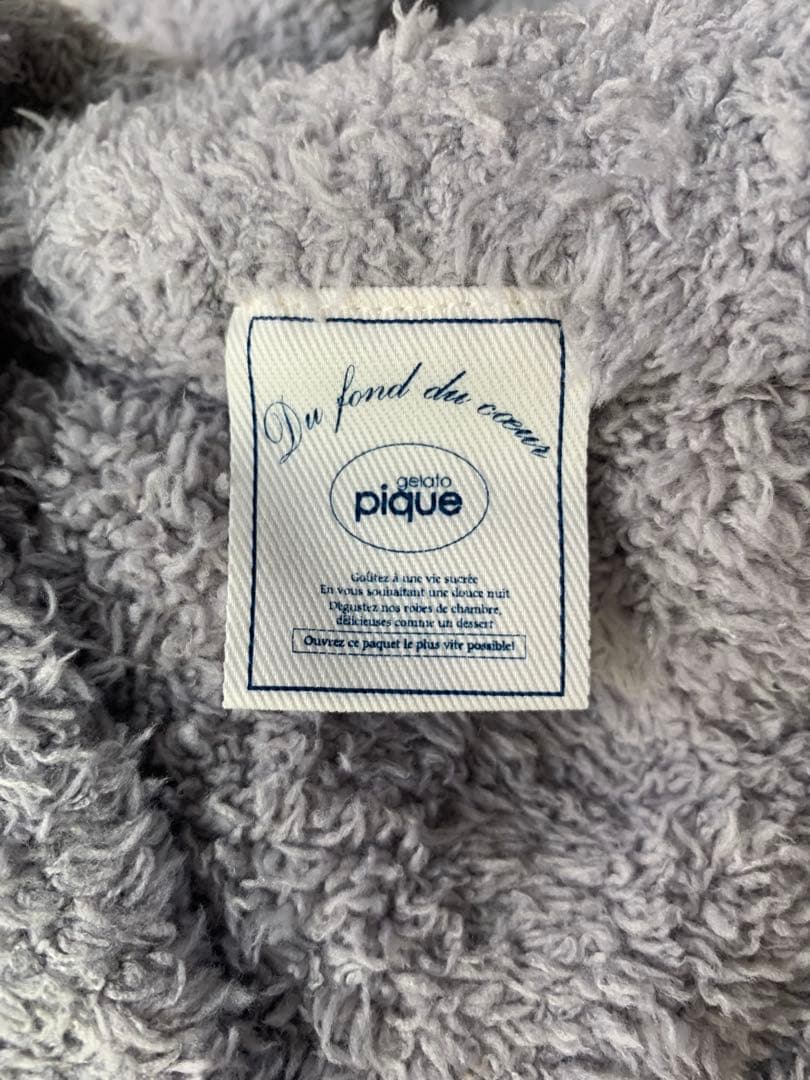 Du fond du cœur
gelato
pique
Goûtez à une vie sucrée
En vous souhaitant une douce nuit
Dégustez nos robes de chambre,
délicieuses comme un dessert
Ouvrez ce paquet le plus vite possible!